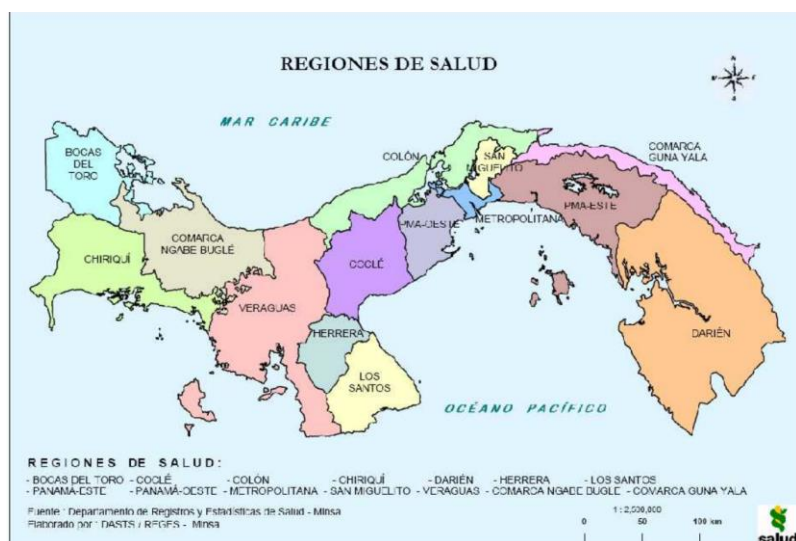 REGIONES DE SALUD
N
MAR CARIBE
BOCAS
DEL
TORO
COLÓN
SAN
MIGUELITO
COMARCA
GUNA YALA
CHIRIQUÍ
COMARCA
NGABE BUGLÉ
COCLÉ
PMA-OESTE
METROPOLITANA
PMA-ESTE
VERAGUAS
HERRERA
LOS
SANTOS
DARIÉN
OCÉANO PACÍFICO
REGIONES DE SALUD:
- BOCAS DEL TORO - COCLÉ - COLÓN - CHIRIQUÍ - DARIÉN - HERRERA - LOS SANTOS
- PANAMÁ-ESTE - PANAMÁ-OESTE - METROPOLITANA - SAN MIGUELITO - VERAGUAS - COMARCA NGABE BUGLE - COMARCA GUNA YALA
Fuente : Departamento de Registros y Estadísticas de Salud - Minsa
Elaborado por : DASTS / REGES - Minsa
1 : 2,500,000
0 50 100 km
salud